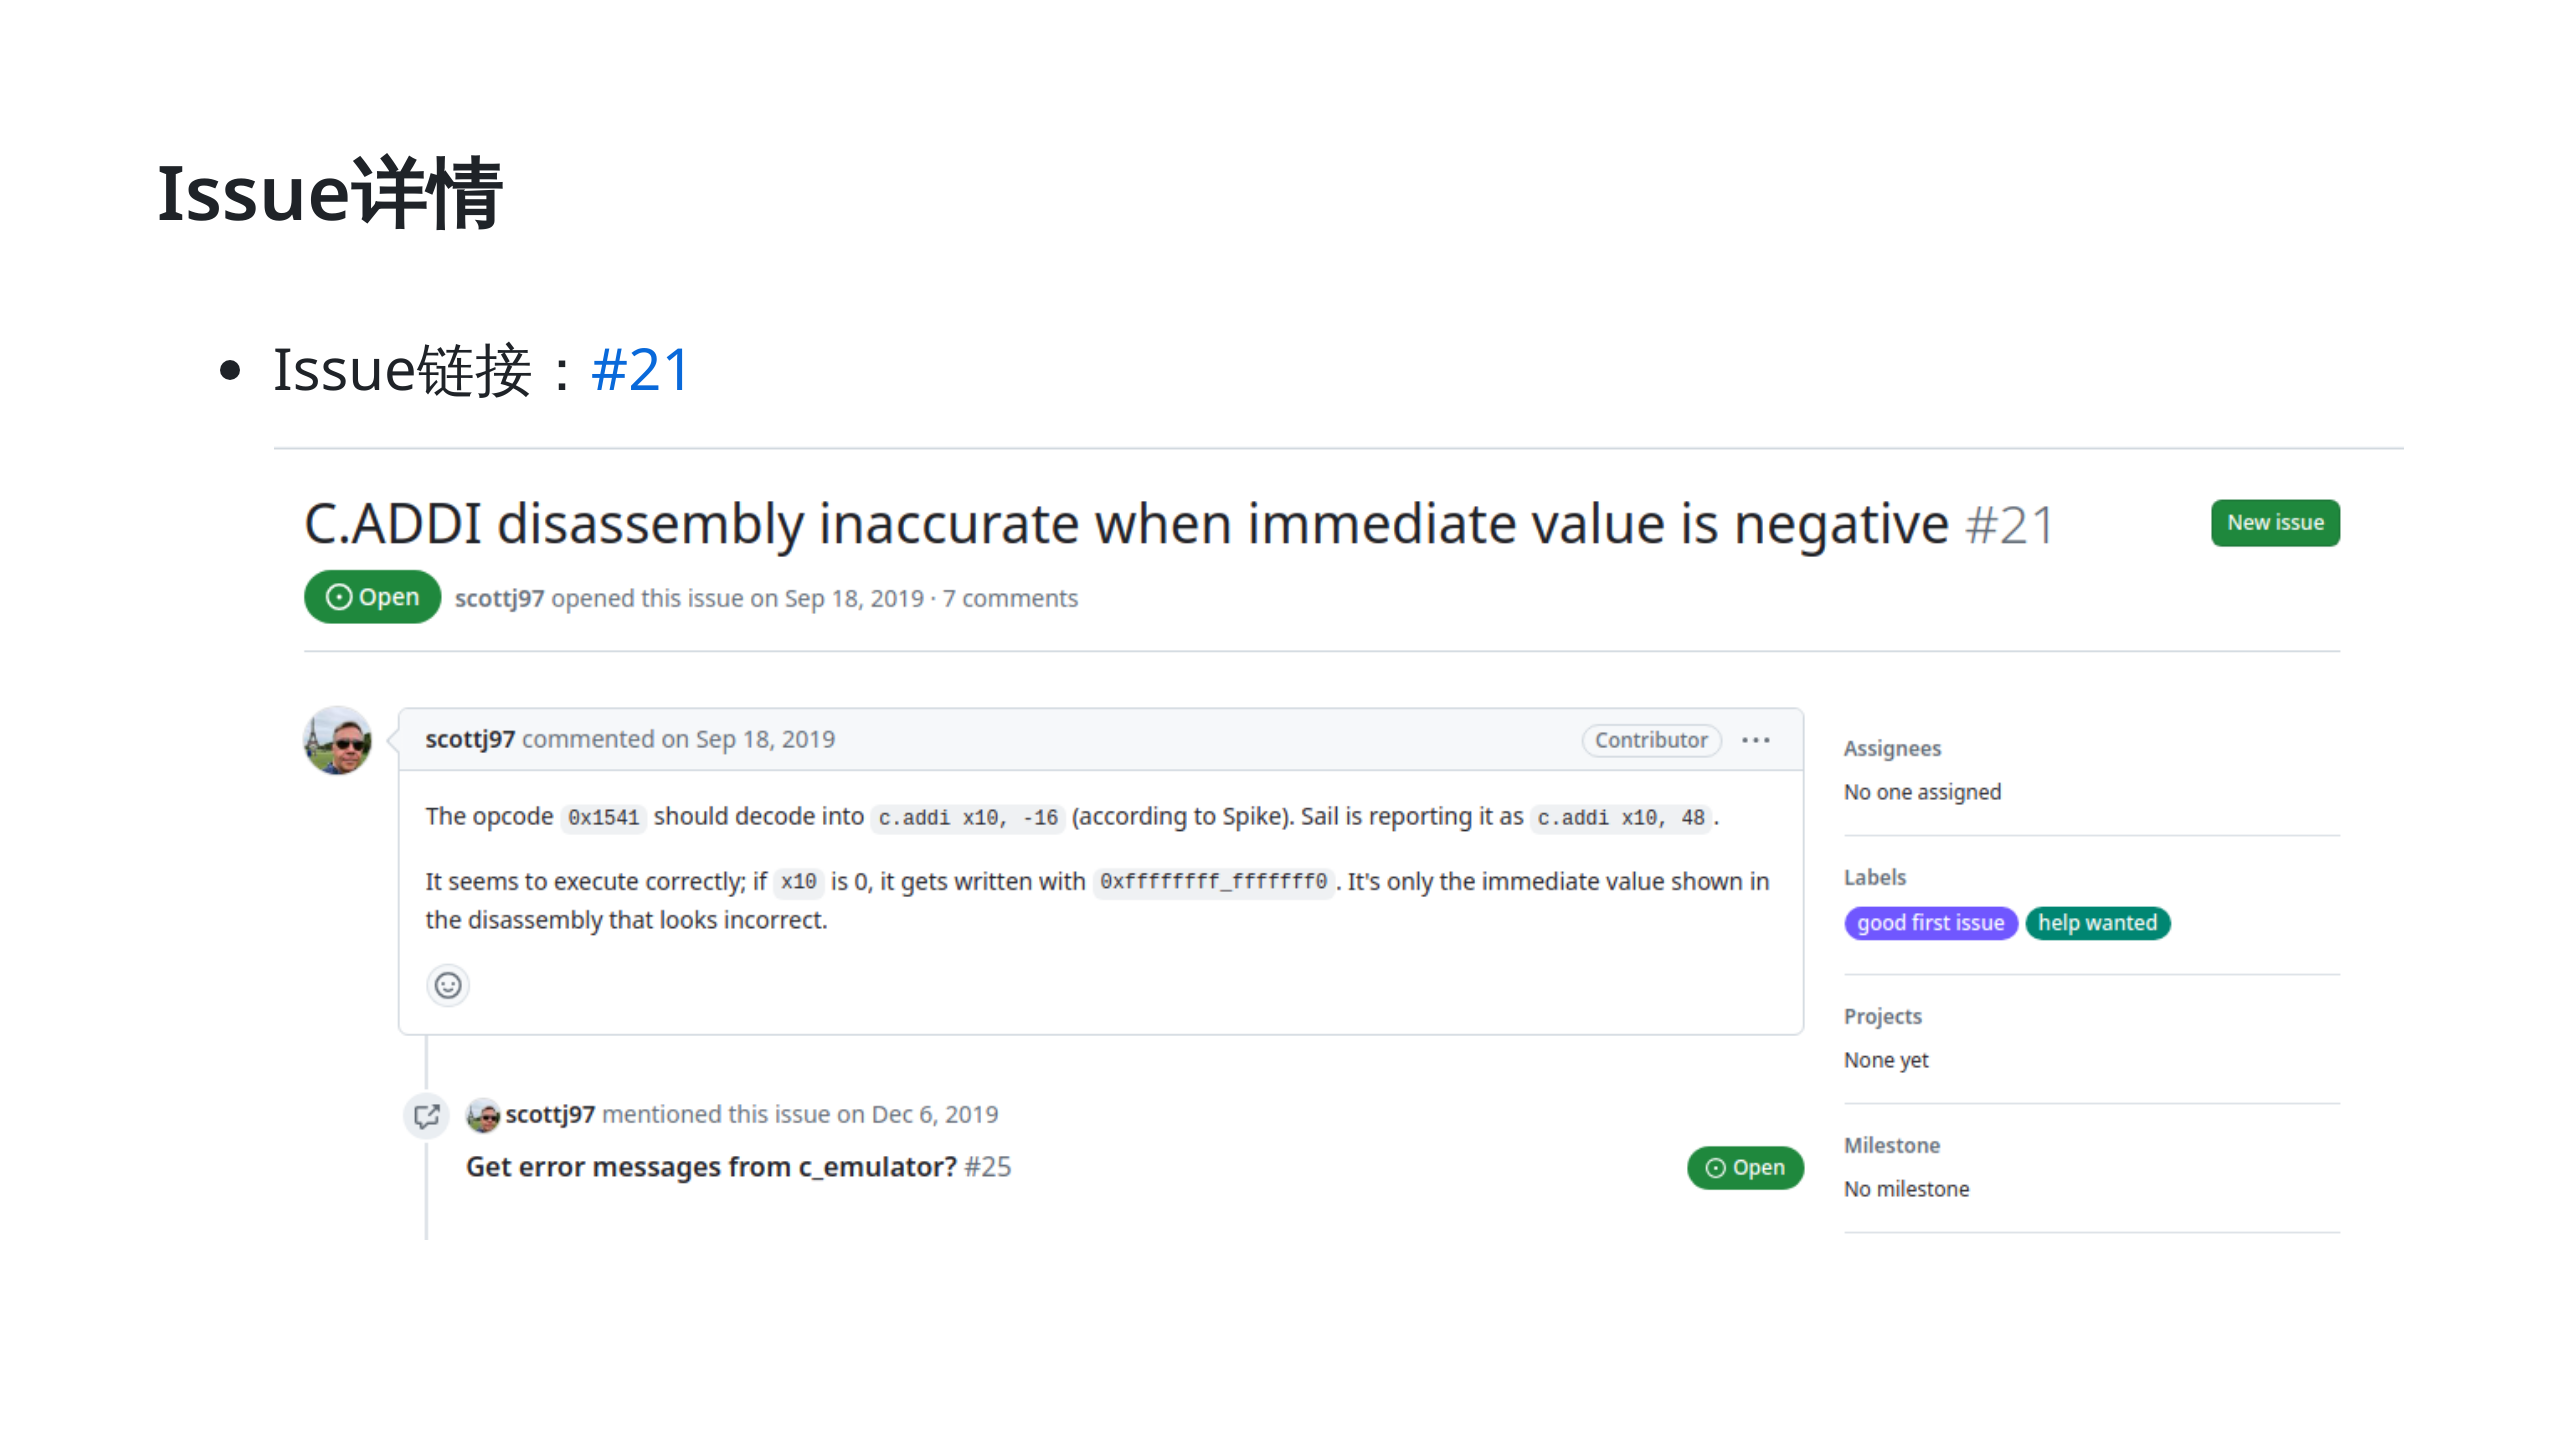 Issue详情
Issue链接：#21
C.ADDI disassembly inaccurate when immediate value is negative #21
New issue
Open
scottj97 opened this issue on Sep 18, 2019 · 7 comments
scottj97 commented on Sep 18, 2019
Contributor
The opcode 0x1541 should decode into c.addi x10, -16 (according to Spike). Sail is reporting it as c.addi x10, 48.
It seems to execute correctly; if x10 is 0, it gets written with 0xffffffff_fffffff0. It's only the immediate value shown in
the disassembly that looks incorrect.
scottj97 mentioned this issue on Dec 6, 2019
Get error messages from c_emulator? #25
Open
Assignees
No one assigned
Labels
good first issue help wanted
Projects
None yet
Milestone
No milestone